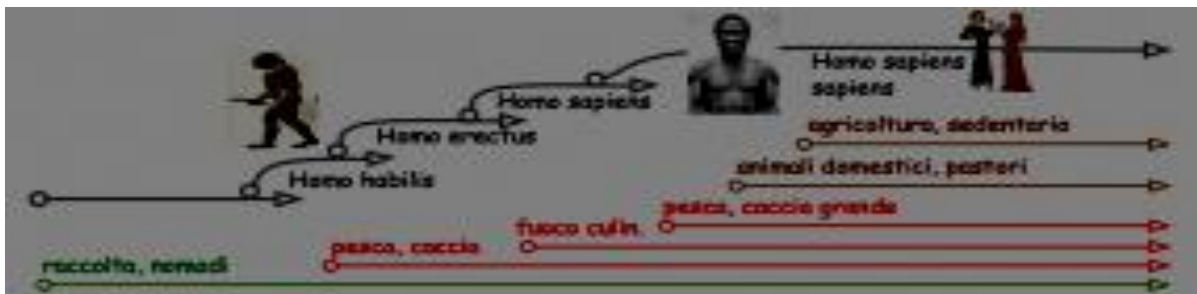 Homo sapiens
sapiens
Homo sapiens
Homo erectus
Homo habilis
agricoltura, sedentaria
animali domestici, pastori
pesca, caccia grande
fuoco culin.
pesca, caccia
raccolta, nomadi